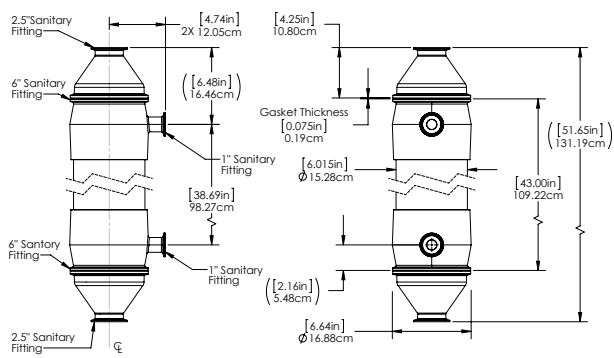 2.5"Sanitary
Fitting
[4.74in]
2X 12.05cm
6" Sanitary
Fitting
([6.48in]
16.46cm)
1" Sanitary
Fitting
[38.69in]
98.27cm
6" Santory
Fitting
1" Sanitary
Fitting
2.5" Sanitary
Fitting
℄
[4.25in]
10.80cm
Gasket Thickness
[0.075in]
0.19cm
[6.015in]
Ø15.28cm
([51.65in]
131.19cm)
[43.00in]
109.22cm
([2.16in]
5.48cm)
[6.64in]
Ø16.88cm